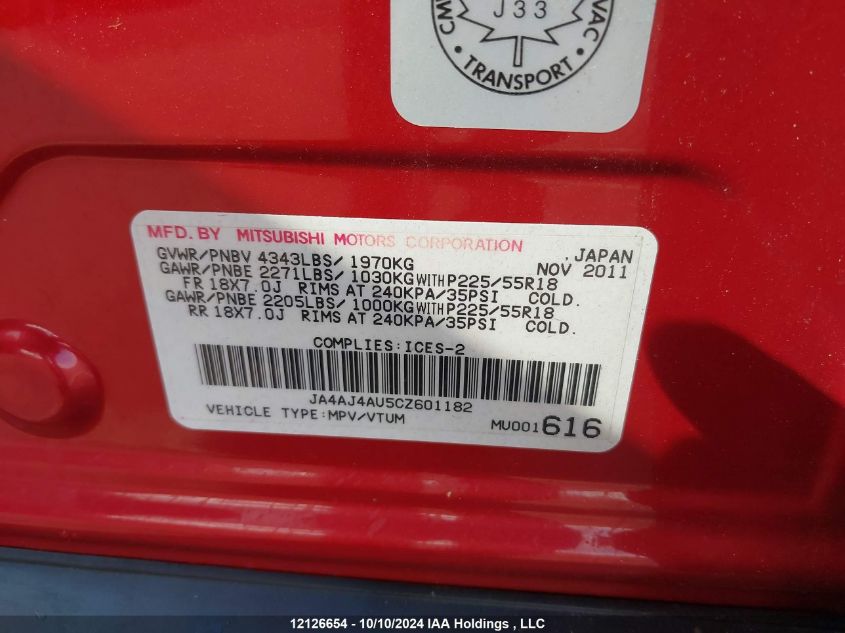 J33
CM
VAC
• TRANSPORT •
MFD. BY MITSUBISHI MOTORS CORPORATION
JAPAN
GVWR/PNBV 4343LBS/ 1970KG NOV 2011
GAWR/PNBE 2271LBS/ 1030KG WITH P225/55R18
FR 18X7.0J RIMS AT 240KPA/35PSI COLD.
GAWR/PNBE 2205LBS/ 1000KG WITH P225/55R18
RR 18X7.0J RIMS AT 240KPA/35PSI COLD.
COMPLIES:ICES-2
JA4AJ4AU5CZ601182
VEHICLE TYPE:MPV/VTUM MU001616
12126654 - 10/10/2024 IAA Holdings , LLC